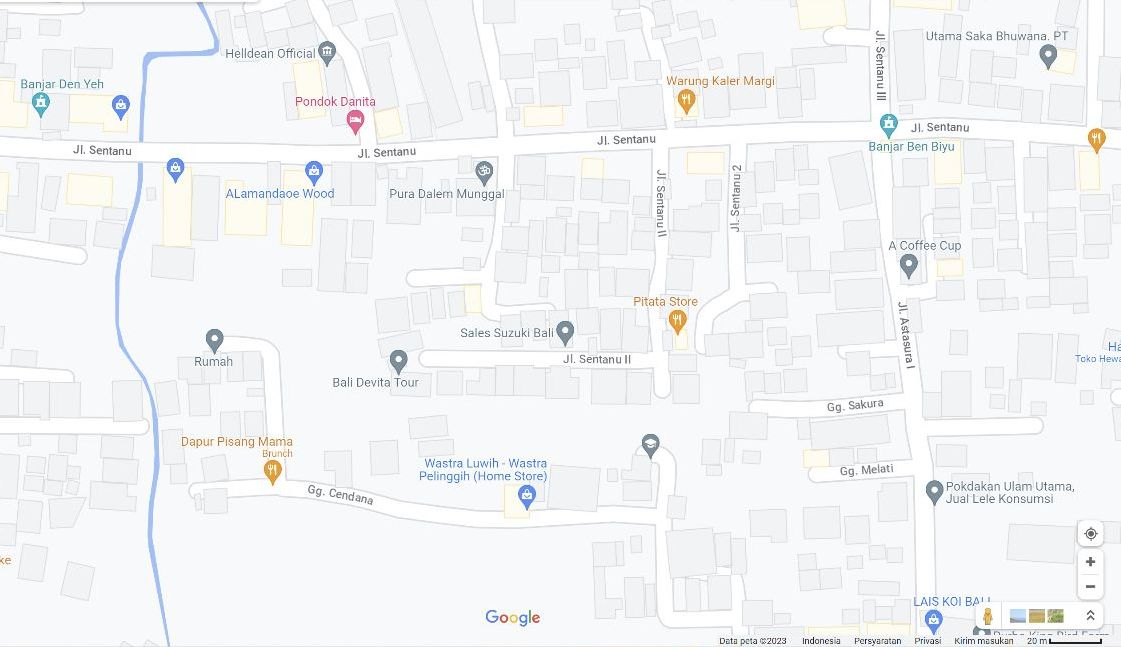 Helldean Official
Utama Saka Bhuwana. PT
Jl. Sentanu III
Banjar Den Yeh
Warung Kaler Margi
Pondok Danita
Jl. Sentanu
Jl. Sentanu
Jl. Sentanu
Jl. Sentanu
Banjar Ben Biyu
ALamandaoe Wood
Pura Dalem Munggal
Jl. Sentanu II
Jl. Sentanu 2
A Coffee Cup
Pitata Store
Sales Suzuki Bali
Jl. Astasura I
Rumah
Jl. Sentanu II
Ha
Toko Hewa
Bali Devita Tour
Gg. Sakura
Dapur Pisang Mama
Brunch
Wastra Luwih - Wastra
Pelinggih (Home Store)
Gg. Melati
Gg. Cendana
Pokdakan Ulam Utama,
Jual Lele Konsumsi
ke
LAIS KOI BALI
Google
Data peta ©2023 Indonesia Persyaratan Privasi Kirim masukan 20 m